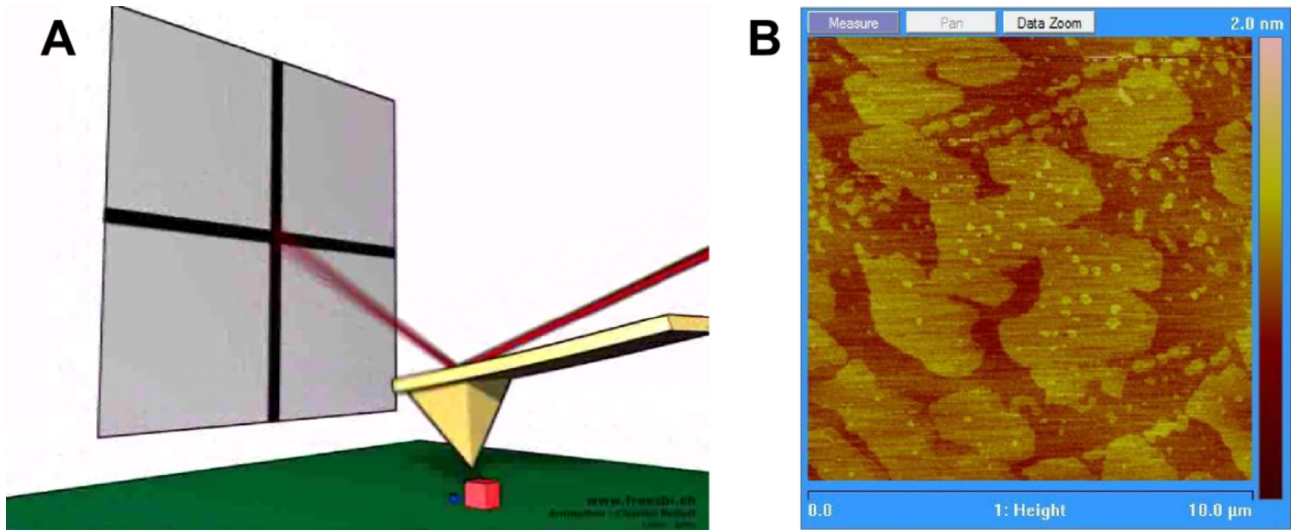 A
www.freesbi.ch
B
Measure
Pan
Data Zoom
2.0 nm
0.0
1: Height
10.0 µm